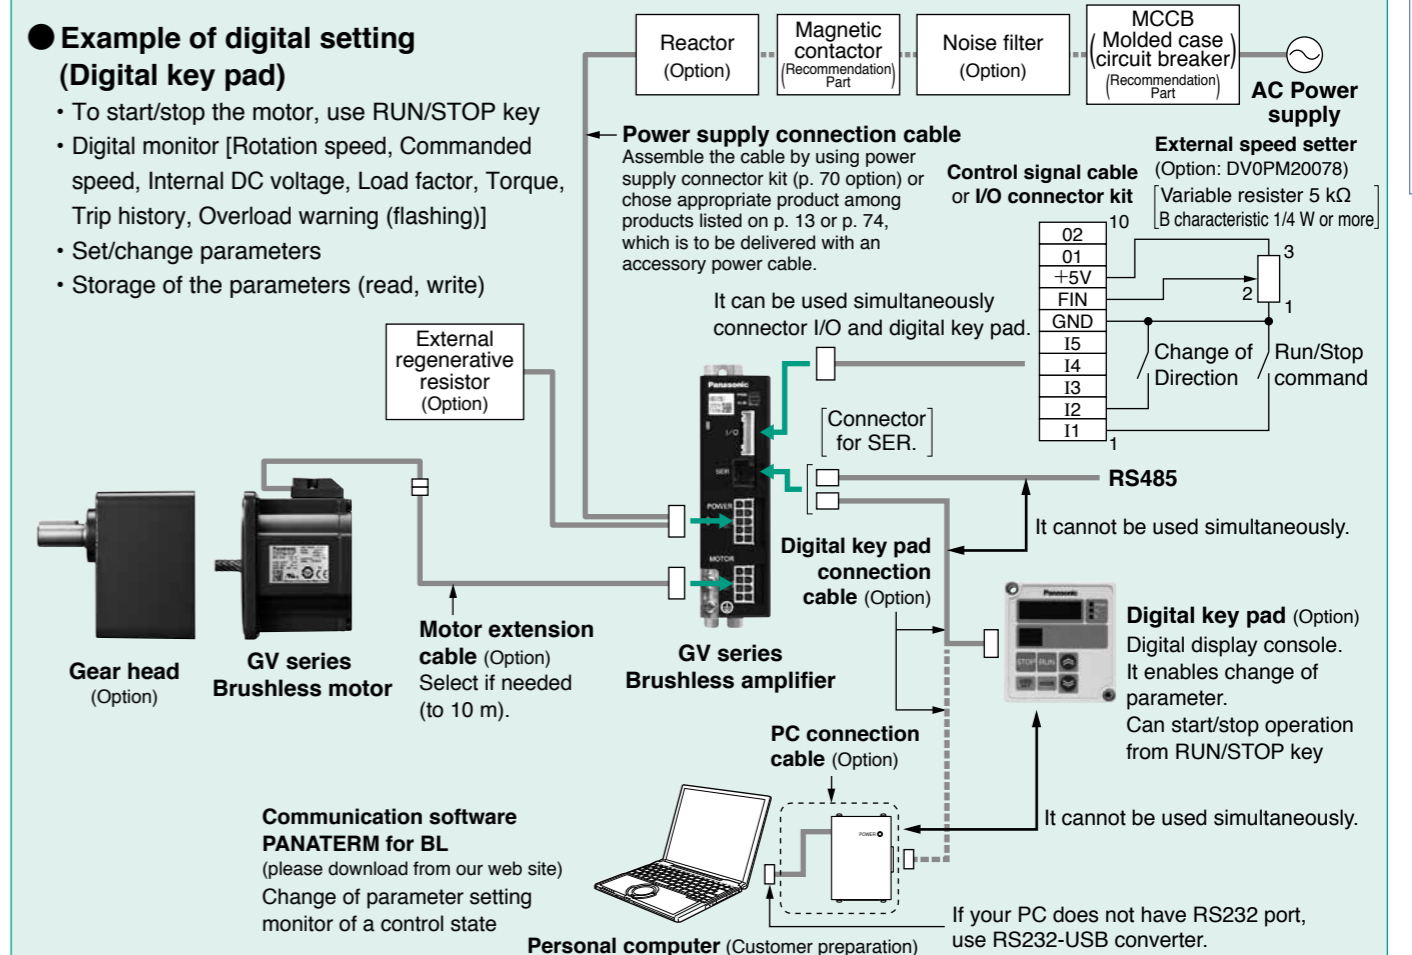 ● Example of digital setting
(Digital key pad)
・To start/stop the motor, use RUN/STOP key
・Digital monitor [Rotation speed, Commanded
speed, Internal DC voltage, Load factor, Torque,
Trip history, Overload warning (flashing)]
・Set/change parameters
・Storage of the parameters (read, write)
Reactor
(Option)
Magnetic
contactor
(Recommendation
Part)
Noise filter
(Option)
MCCB
(Molded case
circuit breaker)
(Recommendation
Part)
AC Power
supply
Power supply connection cable
Assemble the cable by using power
supply connector kit (p. 70 option) or
chose appropriate product among
products listed on p. 13 or p. 74,
which is to be delivered with an
accessory power cable.
Control signal cable
or I/O connector kit
External speed setter
(Option: DV0PM20078)
[Variable resister 5 kΩ
B characteristic 1/4 W or more]
10
02
01
+5V
FIN
GND
I5
I4
I3
I2
I1
1
3
2
1
Change of
Direction
Run/Stop
command
It can be used simultaneously
connector I/O and digital key pad.
External
regenerative
resistor
(Option)
Panasonic
I/O
SER
POWER
MOTOR
[Connector
for SER.]
RS485
It cannot be used simultaneously.
Digital key pad
connection
cable (Option)
Gear head
(Option)
GV series
Brushless motor
Motor extension
cable (Option)
Select if needed
(to 10 m).
GV series
Brushless amplifier
Panasonic
STOP RUN
Digital key pad (Option)
Digital display console.
It enables change of
parameter.
Can start/stop operation
from RUN/STOP key
PC connection
cable (Option)
POWER
It cannot be used simultaneously.
Communication software
PANATERM for BL
(please download from our web site)
Change of parameter setting
monitor of a control state
Personal computer (Customer preparation)
If your PC does not have RS232 port,
use RS232-USB converter.